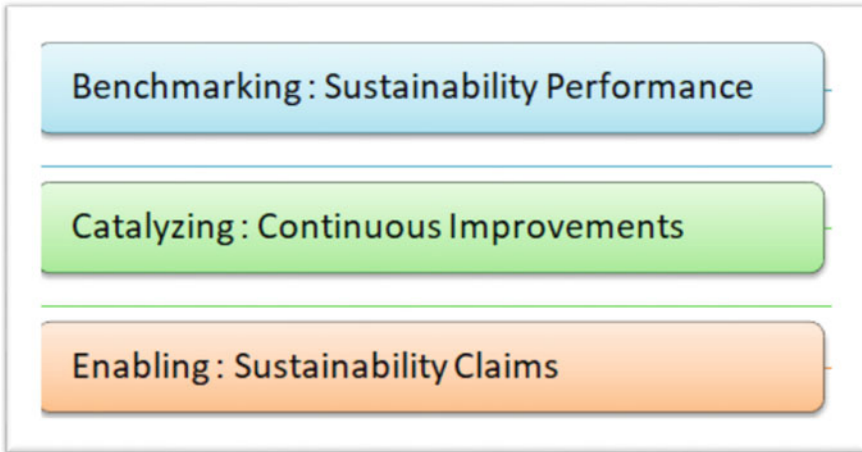 Benchmarking : Sustainability Performance
Catalyzing : Continuous Improvements
Enabling : Sustainability Claims